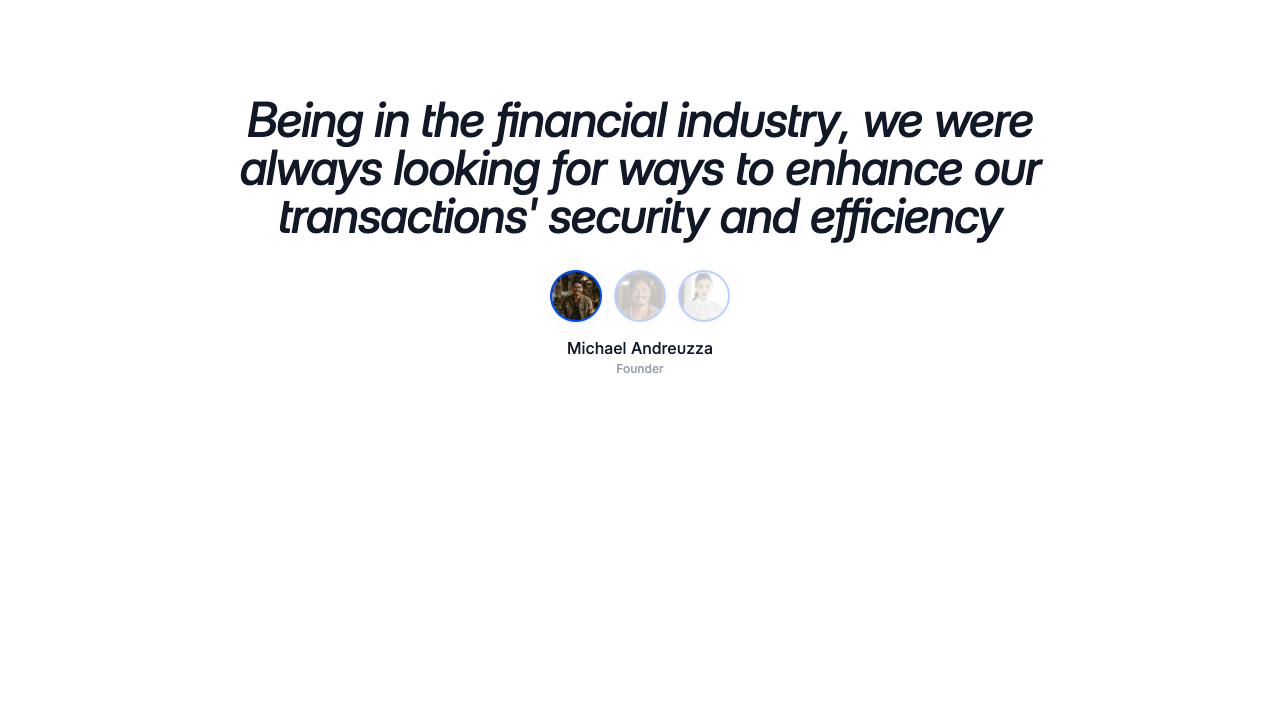 Being in the financial industry, we were
always looking for ways to enhance our
transactions' security and efficiency
Michael Andreuzza
Founder